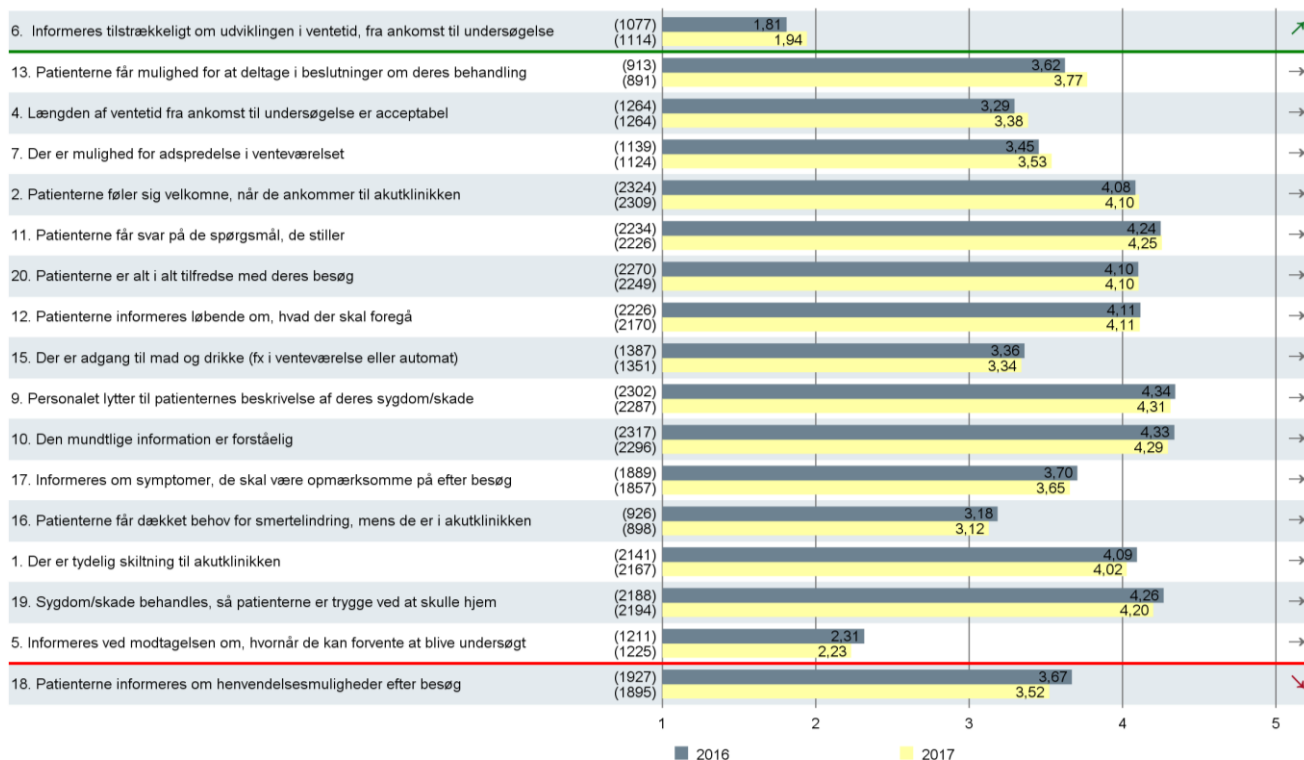 6. Informeres tilstrækkeligt om udviklingen i ventetid, fra ankomst til undersøgelse (1077) 1,81 ↗
(1114) 1,94
13. Patienterne får mulighed for at deltage i beslutninger om deres behandling (913) 3,62 →
(891) 3,77
4. Længden af ventetid fra ankomst til undersøgelse er acceptabel (1264) 3,29 →
(1264) 3,38
7. Der er mulighed for adspredelse i venteværelset (1139) 3,45 →
(1124) 3,53
2. Patienterne føler sig velkomne, når de ankommer til akutklinikken (2324) 4,08 →
(2309) 4,10
11. Patienterne får svar på de spørgsmål, de stiller (2234) 4,24 →
(2226) 4,25
20. Patienterne er alt i alt tilfredse med deres besøg (2270) 4,10 →
(2249) 4,10
12. Patienterne informeres løbende om, hvad der skal foregå (2226) 4,11 →
(2170) 4,11
15. Der er adgang til mad og drikke (fx i venteværelse eller automat) (1387) 3,36 →
(1351) 3,34
9. Personalet lytter til patienternes beskrivelse af deres sygdom/skade (2302) 4,34 →
(2287) 4,31
10. Den mundtlige information er forståelig (2317) 4,33 →
(2296) 4,29
17. Informeres om symptomer, de skal være opmærksomme på efter besøg (1889) 3,70 →
(1857) 3,65
16. Patienterne får dækket behov for smertelindring, mens de er i akutklinikken (926) 3,18 →
(898) 3,12
1. Der er tydelig skiltning til akutklinikken (2141) 4,09 →
(2167) 4,02
19. Sygdom/skade behandles, så patienterne er trygge ved at skulle hjem (2188) 4,26 →
(2194) 4,20
5. Informeres ved modtagelsen om, hvornår de kan forvente at blive undersøgt (1211) 2,31 →
(1225) 2,23
18. Patienterne informeres om henvendelsesmuligheder efter besøg (1927) 3,67 ↘
(1895) 3,52
1 2 3 4 5
2016 2017